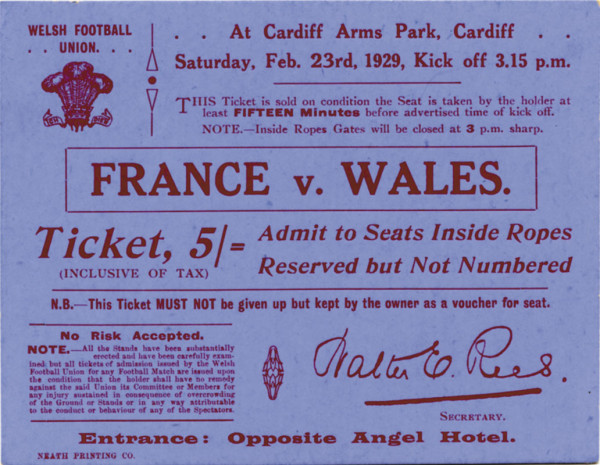 WELSH FOOTBALL
. . UNION. . .
. . At Cardiff Arms Park, Cardiff . .
Saturday, Feb. 23rd, 1929, Kick off 3.15 p.m.
THIS Ticket is sold on condition the Seat is taken by the holder at
least FIFTEEN Minutes before advertised time of kick off.
NOTE.—Inside Ropes Gates will be closed at 3 p.m. sharp.
FRANCE v. WALES.
Ticket, 5/=
(INCLUSIVE OF TAX)
Admit to Seats Inside Ropes
Reserved but Not Numbered
N.B.—This Ticket MUST NOT be given up but kept by the owner as a voucher for seat.
No Risk Accepted.
NOTE.—All the Stands have been substantially
erected and have been carefully exam-
ined; but all tickets of admission issued by the Welsh
Football Union for any Football Match are issued upon
the condition that the holder shall have no remedy
against the said Union its Committee or Members for
any injury sustained in consequence of overcrowding
of the Ground or Stands or in any way attributable
to the conduct or behaviour of any of the Spectators.
Walter E. Rees.
SECRETARY.
Entrance: Opposite Angel Hotel.
NEATH PRINTING CO.